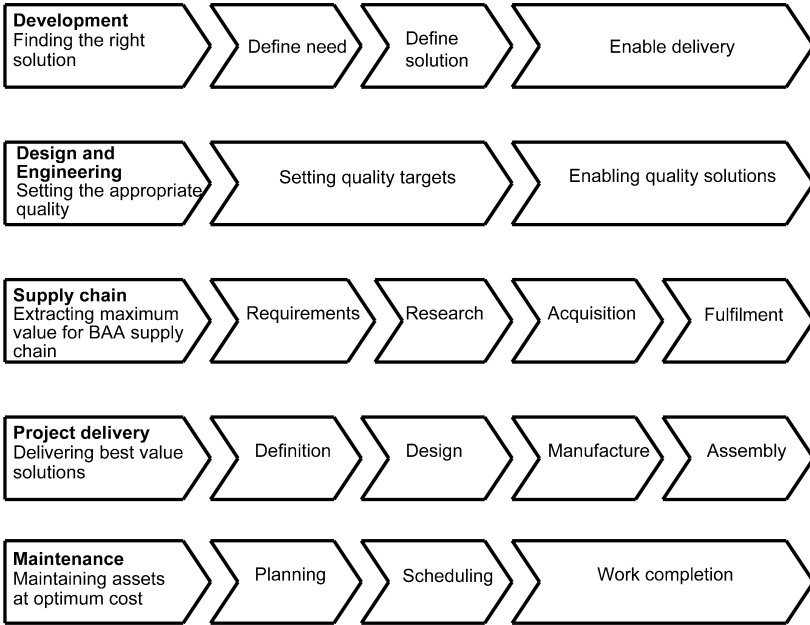 Development
Finding the right
solution
Define need
Define
solution
Enable delivery
Design and
Engineering
Setting the appropriate
quality
Setting quality targets
Enabling quality solutions
Supply chain
Extracting maximum
value for BAA supply
chain
Requirements
Research
Acquisition
Fulfilment
Project delivery
Delivering best value
solutions
Definition
Design
Manufacture
Assembly
Maintenance
Maintaining assets
at optimum cost
Planning
Scheduling
Work completion